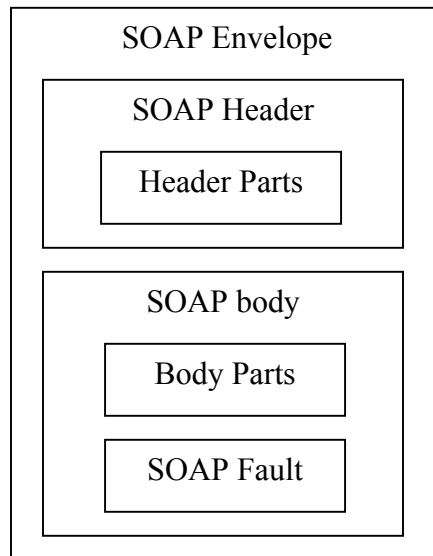 SOAP Envelope
SOAP Header
Header Parts
SOAP body
Body Parts
SOAP Fault